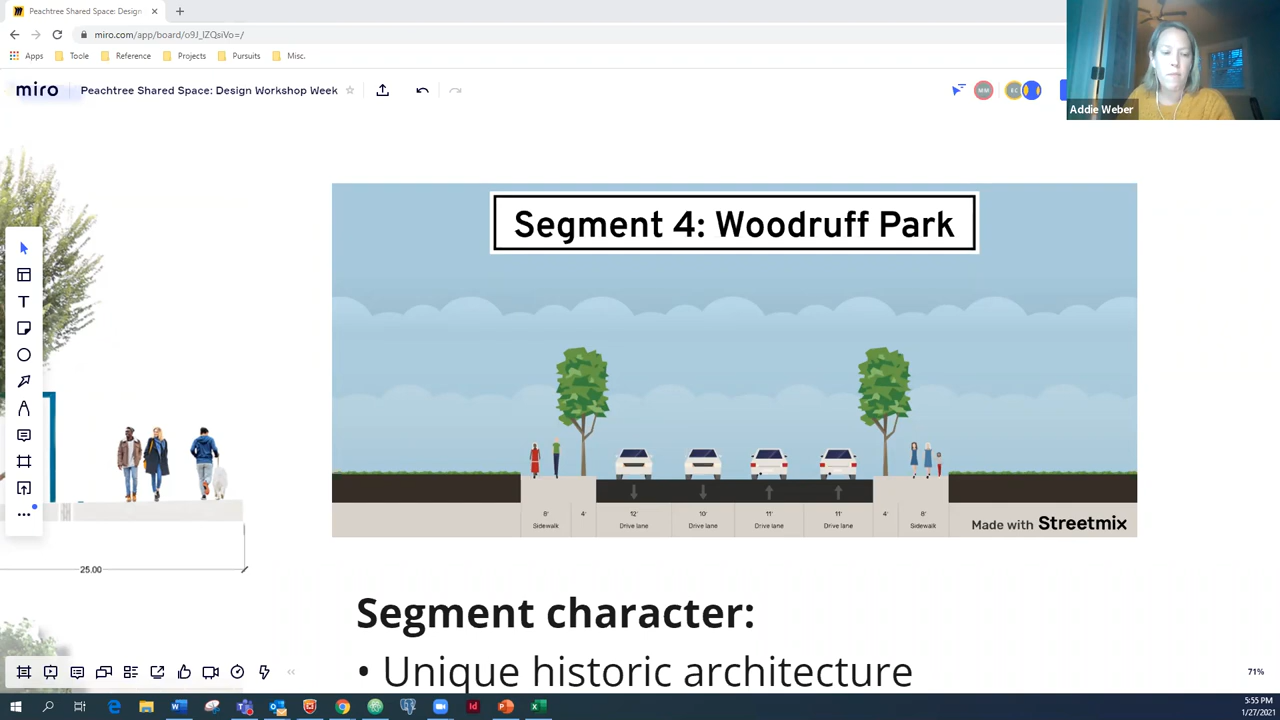 Peachtree Shared Space: Design
miro.com/app/board/o9J_lZQsiVo=/
Apps Toole Reference Projects Pursuits Misc.
miro Peachtree Shared Space: Design Workshop Week
MM
Addie Weber
Segment 4: Woodruff Park
8' 4' 12' 10' 11' 11' 4' 8'
Sidewalk Drive lane Drive lane Drive lane Drive lane Sidewalk
Made with Streetmix
25.00
Segment character:
• Unique historic architecture
71%
5:55 PM
1/27/2021